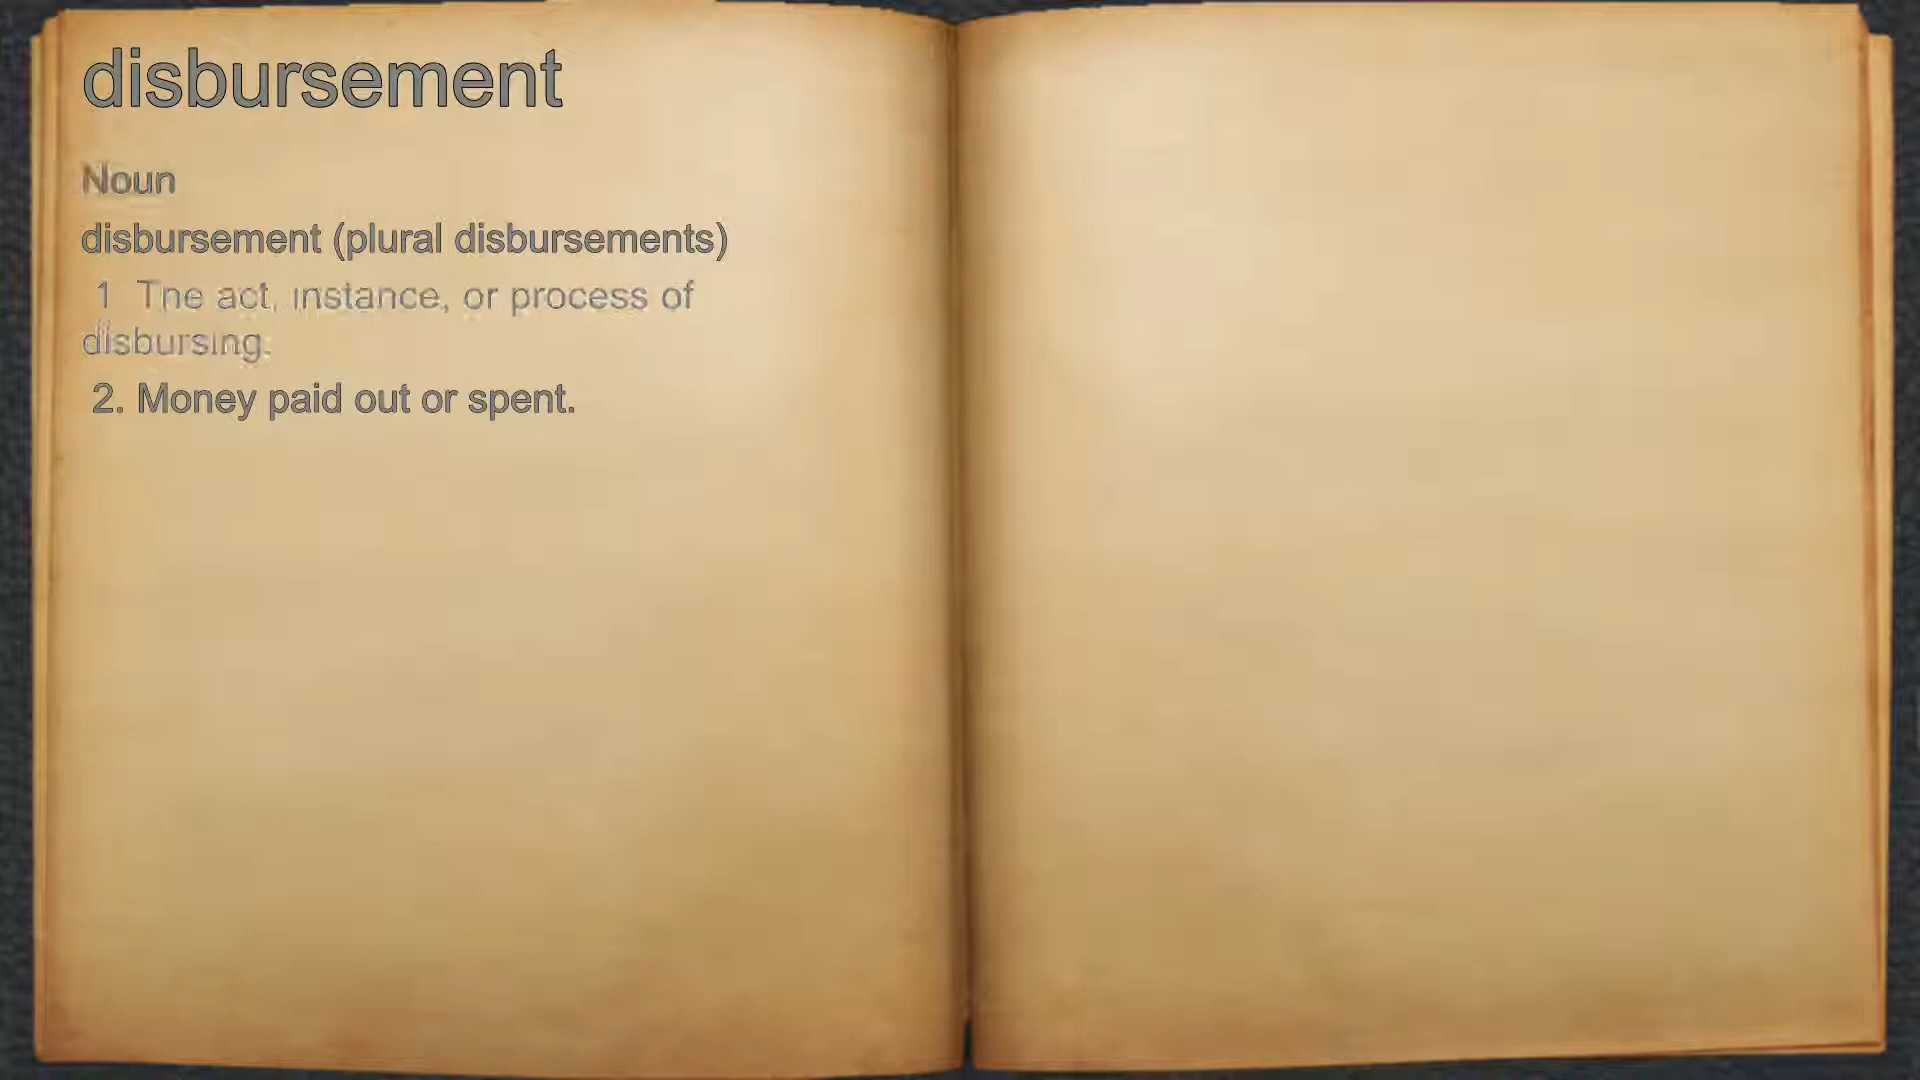 disbursement
Noun
disbursement (plural disbursements)
1 The act, instance, or process of
disbursing.
2. Money paid out or spent.